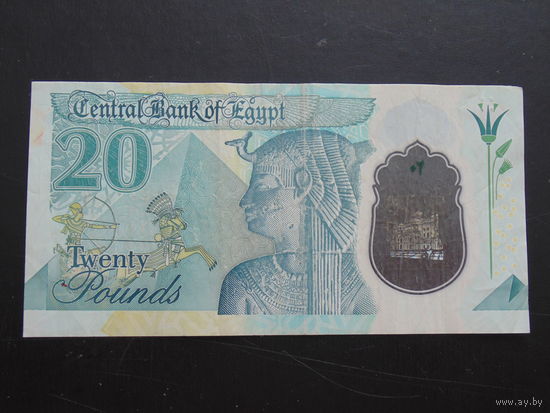 Central Bank of Egypt
20
٢٠
Twenty
Pounds
www.ay.by